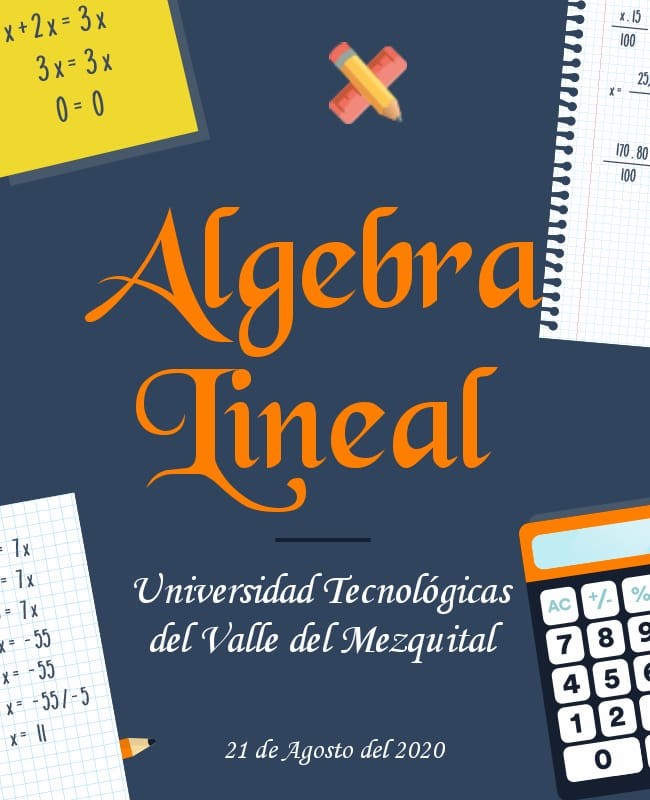 x+2x = 3x
3x = 3x
0 = 0
x . 15
100
x =
170 . 80
100
Algebra
Lineal
Universidad Tecnológicas
del Valle del Mezquital
21 de Agosto del 2020
= 7x
= 7x
= 7x
x = -55
x = -55
x = -55/-5
x = 11
AC +/- %
7 8 9
4 5 6
1 2
0